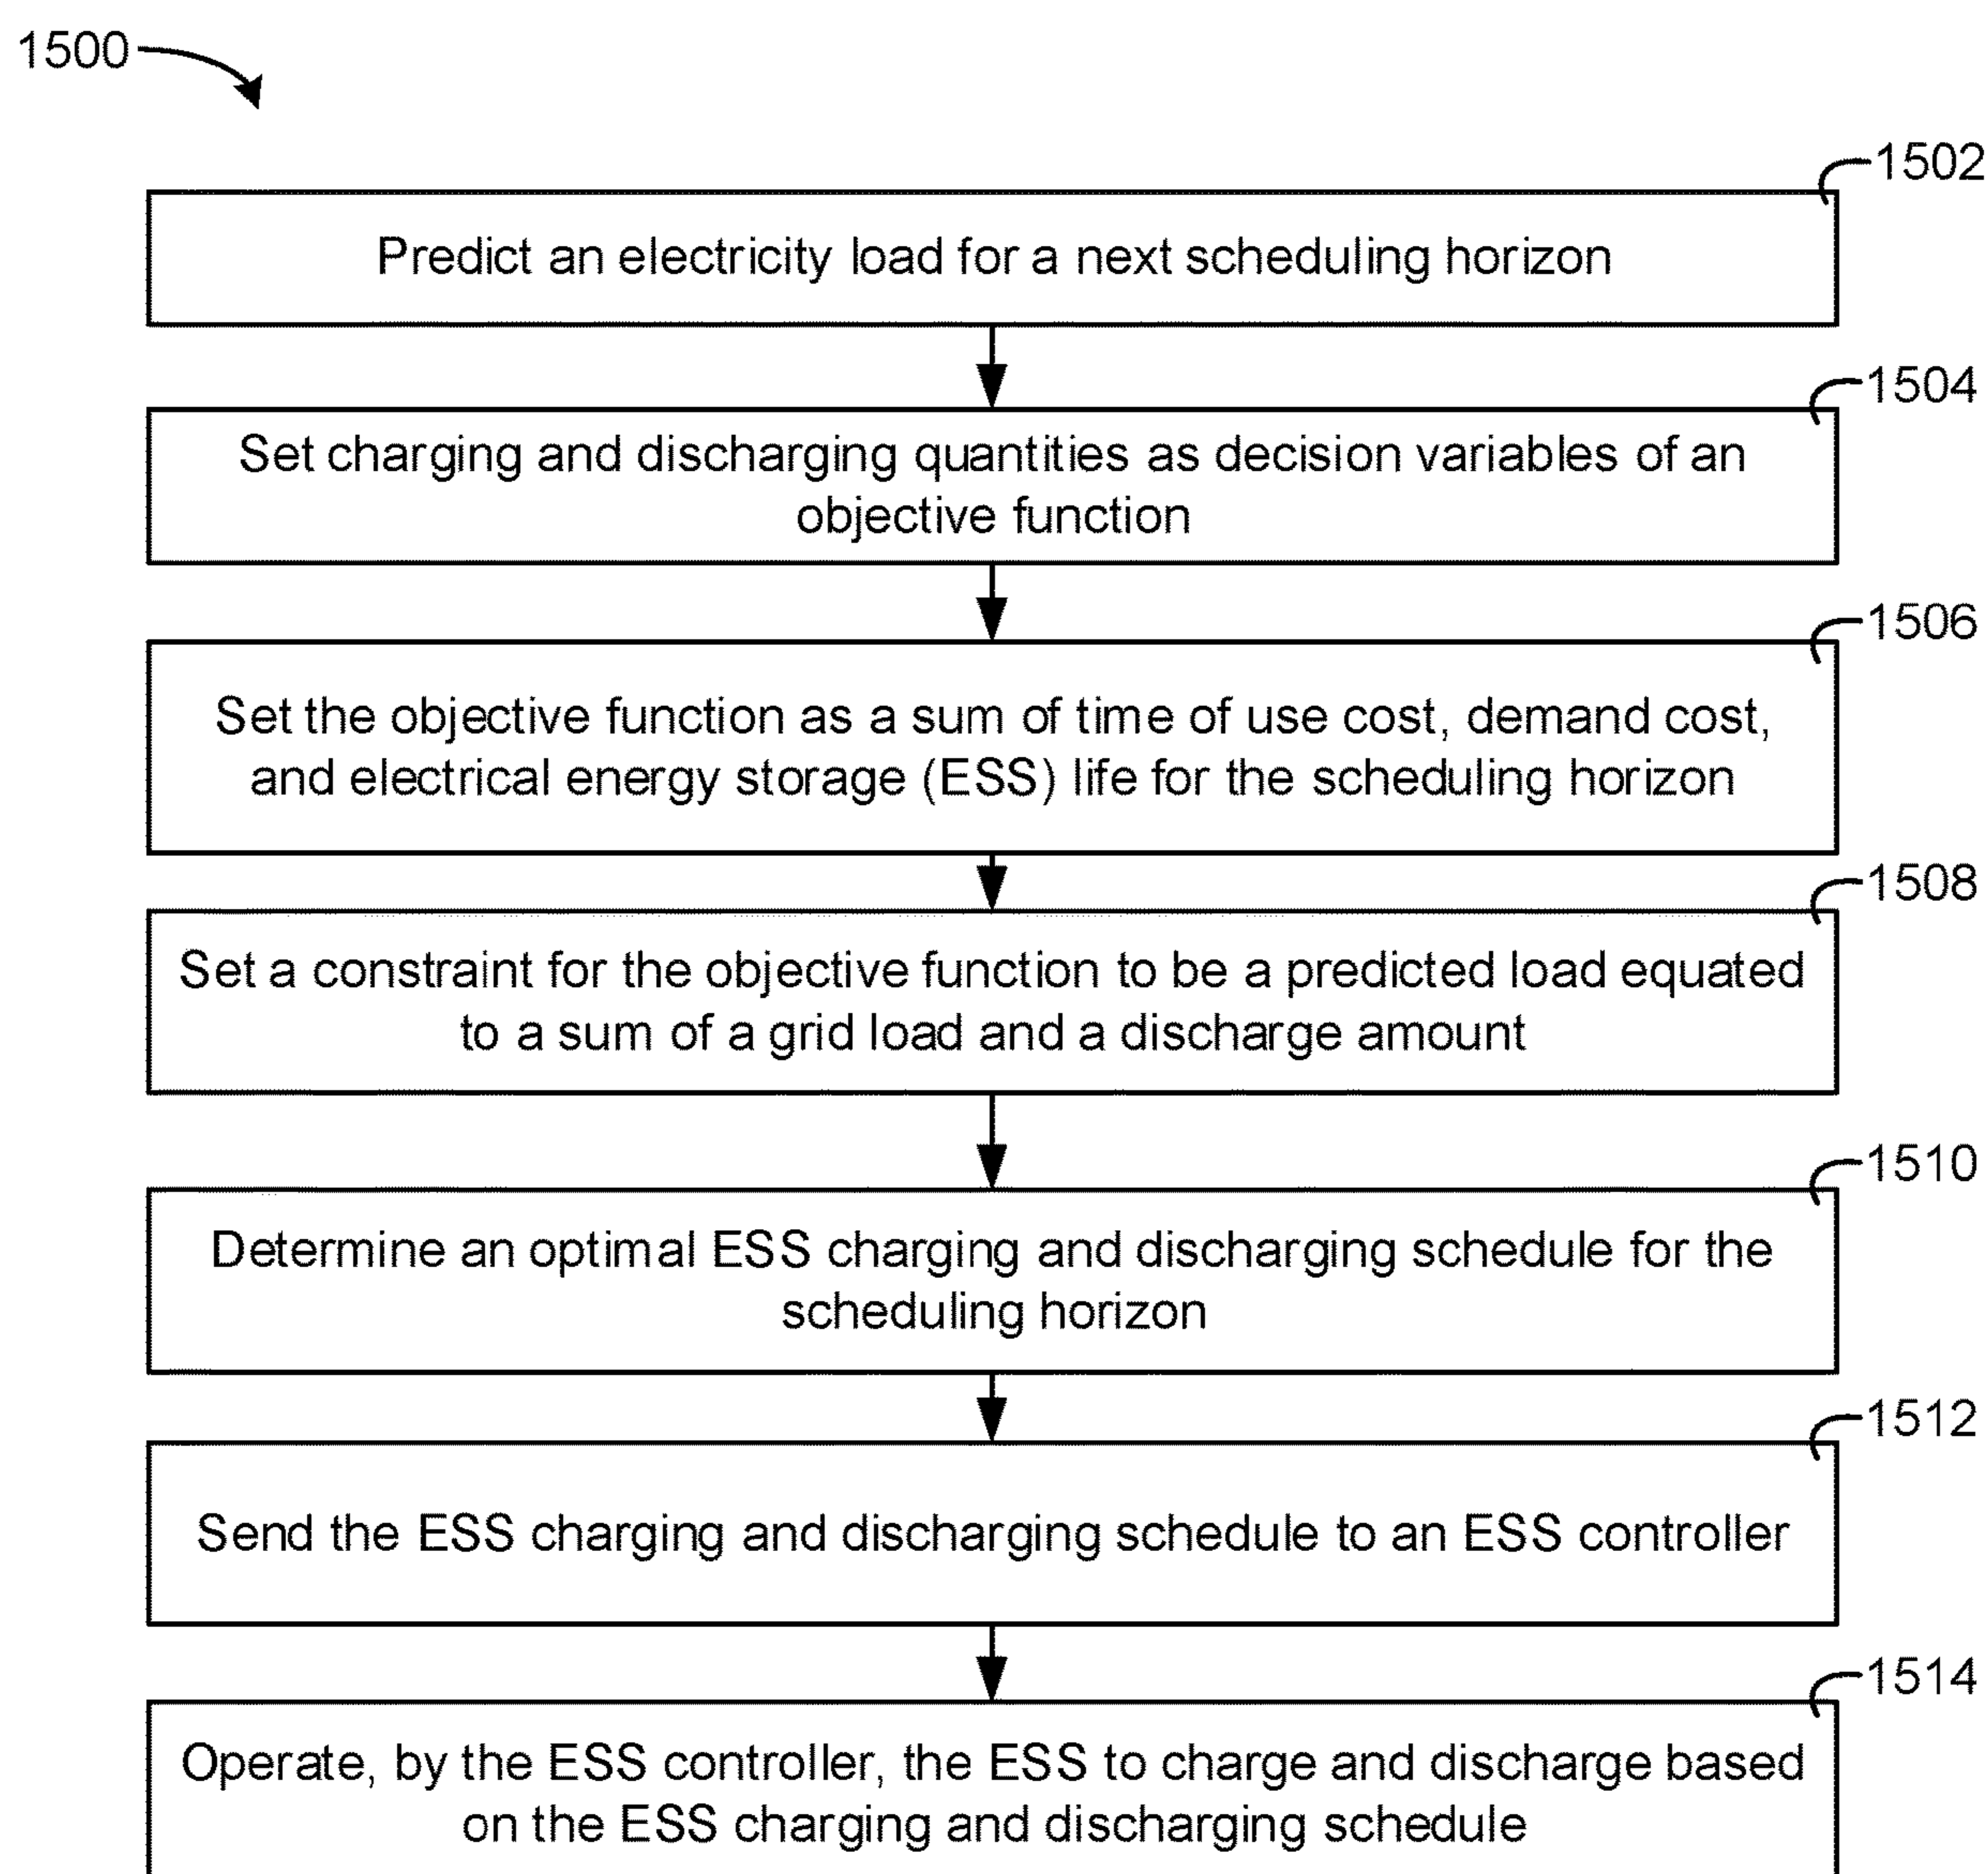 1500
1502
Predict an electricity load for a next scheduling horizon
1504
Set charging and discharging quantities as decision variables of an
objective function
1506
Set the objective function as a sum of time of use cost, demand cost,
and electrical energy storage (ESS) life for the scheduling horizon
1508
Set a constraint for the objective function to be a predicted load equated
to a sum of a grid load and a discharge amount
1510
Determine an optimal ESS charging and discharging schedule for the
scheduling horizon
1512
Send the ESS charging and discharging schedule to an ESS controller
1514
Operate, by the ESS controller, the ESS to charge and discharge based
on the ESS charging and discharging schedule